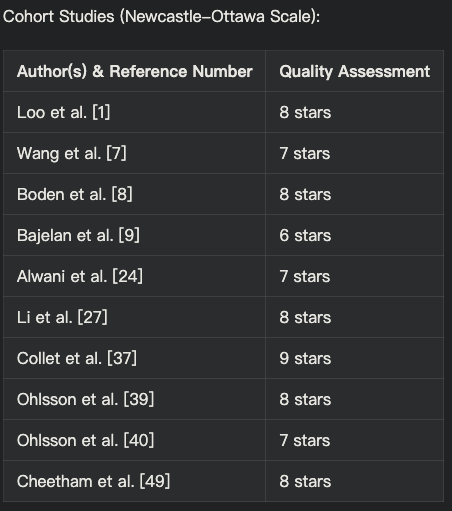 Cohort Studies (Newcastle–Ottawa Scale):
Author(s) & Reference Number Quality Assessment
Loo et al. [1] 8 stars
Wang et al. [7] 7 stars
Boden et al. [8] 8 stars
Bajelan et al. [9] 6 stars
Alwani et al. [24] 7 stars
Li et al. [27] 8 stars
Collet et al. [37] 9 stars
Ohlsson et al. [39] 8 stars
Ohlsson et al. [40] 7 stars
Cheetham et al. [49] 8 stars